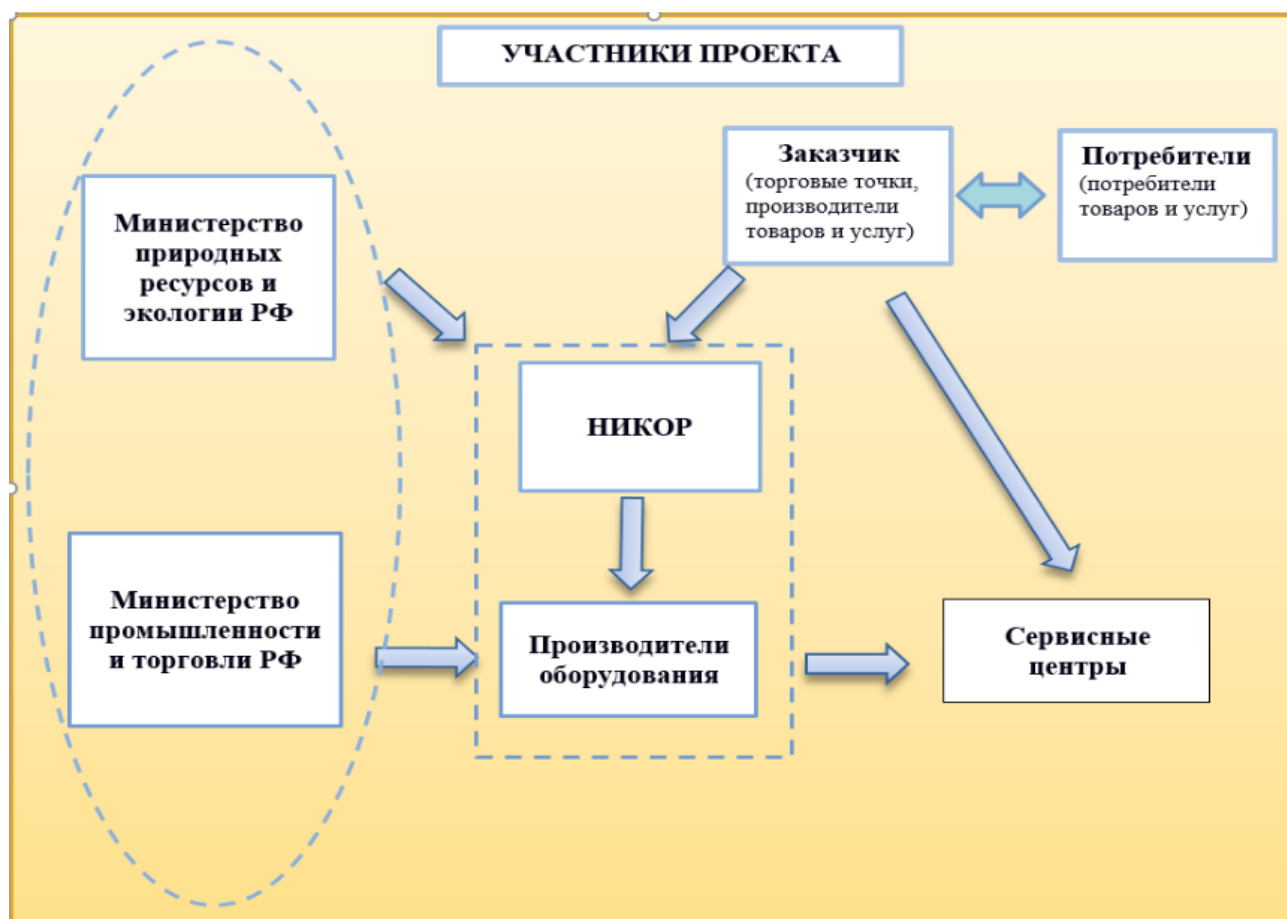 УЧАСТНИКИ ПРОЕКТА
Заказчик
(торговые точки,
производители
товаров и услуг)
Потребители
(потребители
товаров и услуг)
Министерство
природных
ресурсов и
экологии РФ
НИКОР
Министерство
промышленности
и торговли РФ
Производители
оборудования
Сервисные
центры